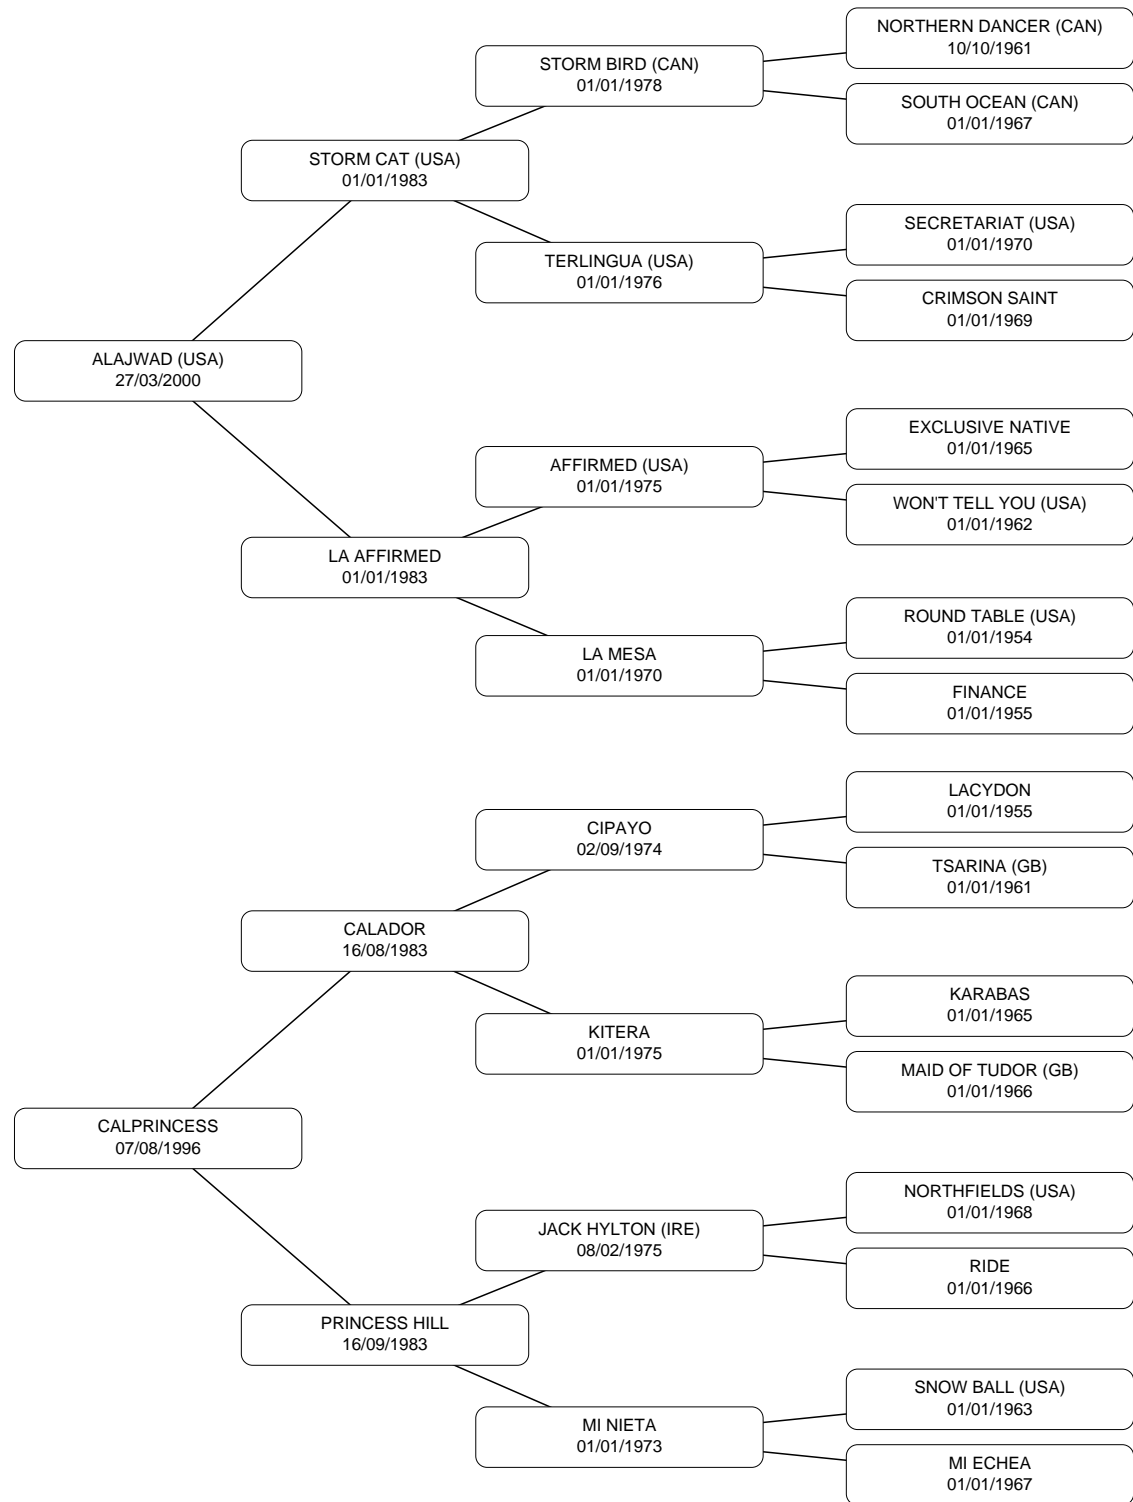 NORTHERN DANCER (CAN)
10/10/1961
STORM BIRD (CAN)
01/01/1978
SOUTH OCEAN (CAN)
01/01/1967
STORM CAT (USA)
01/01/1983
SECRETARIAT (USA)
01/01/1970
TERLINGUA (USA)
01/01/1976
CRIMSON SAINT
01/01/1969
ALAJWAD (USA)
27/03/2000
EXCLUSIVE NATIVE
01/01/1965
AFFIRMED (USA)
01/01/1975
WON'T TELL YOU (USA)
01/01/1962
LA AFFIRMED
01/01/1983
ROUND TABLE (USA)
01/01/1954
LA MESA
01/01/1970
FINANCE
01/01/1955
LACYDON
01/01/1955
CIPAYO
02/09/1974
TSARINA (GB)
01/01/1961
CALADOR
16/08/1983
KARABAS
01/01/1965
KITERA
01/01/1975
MAID OF TUDOR (GB)
01/01/1966
CALPRINCESS
07/08/1996
NORTHFIELDS (USA)
01/01/1968
JACK HYLTON (IRE)
08/02/1975
RIDE
01/01/1966
PRINCESS HILL
16/09/1983
SNOW BALL (USA)
01/01/1963
MI NIETA
01/01/1973
MI ECHEA
01/01/1967